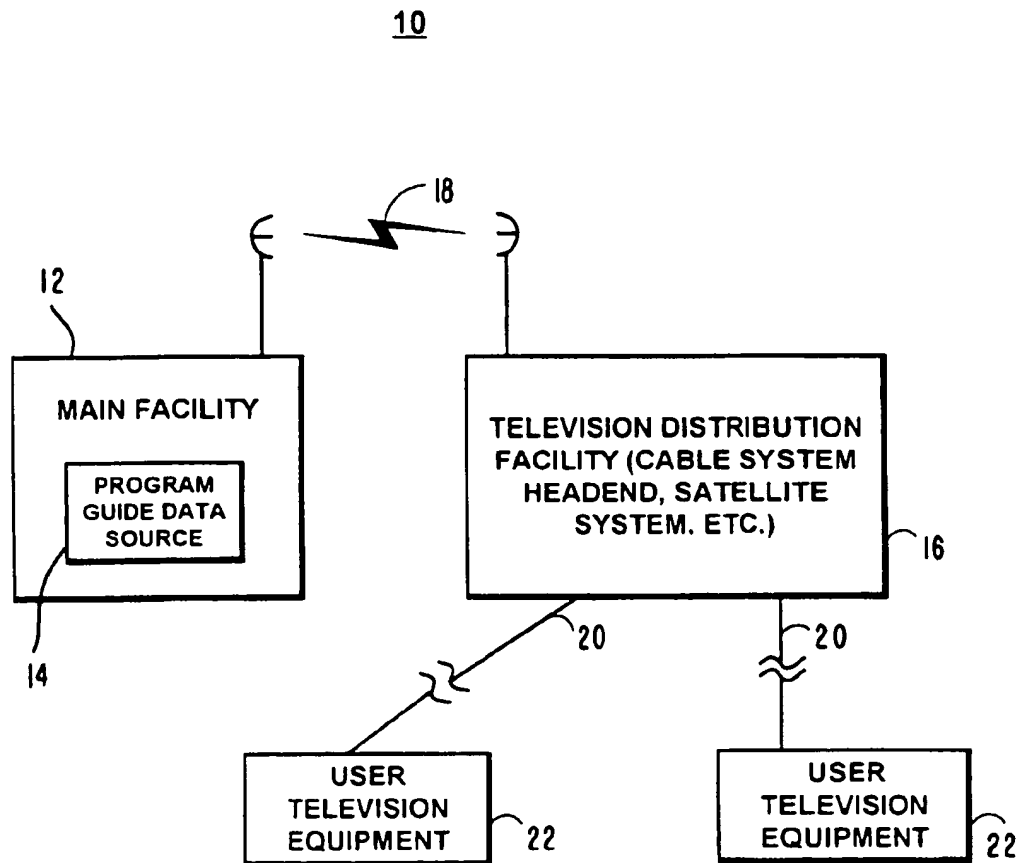 10
18
12
MAIN FACILITY
PROGRAM
GUIDE DATA
SOURCE
14
TELEVISION DISTRIBUTION
FACILITY (CABLE SYSTEM
HEADEND, SATELLITE
SYSTEM. ETC.)
16
20
20
USER
TELEVISION
EQUIPMENT
22
USER
TELEVISION
EQUIPMENT
22